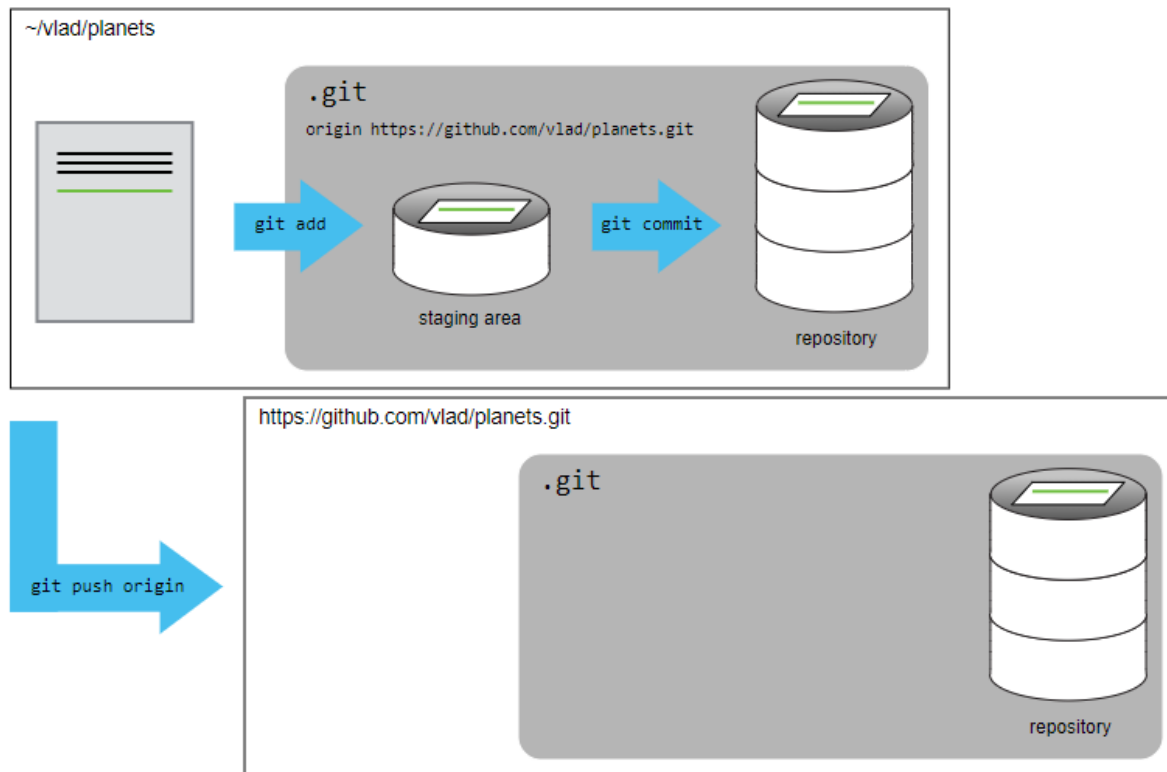 ~/vlad/planets
.git
origin https://github.com/vlad/planets.git
git add
git commit
staging area
repository
https://github.com/vlad/planets.git
.git
git push origin
repository